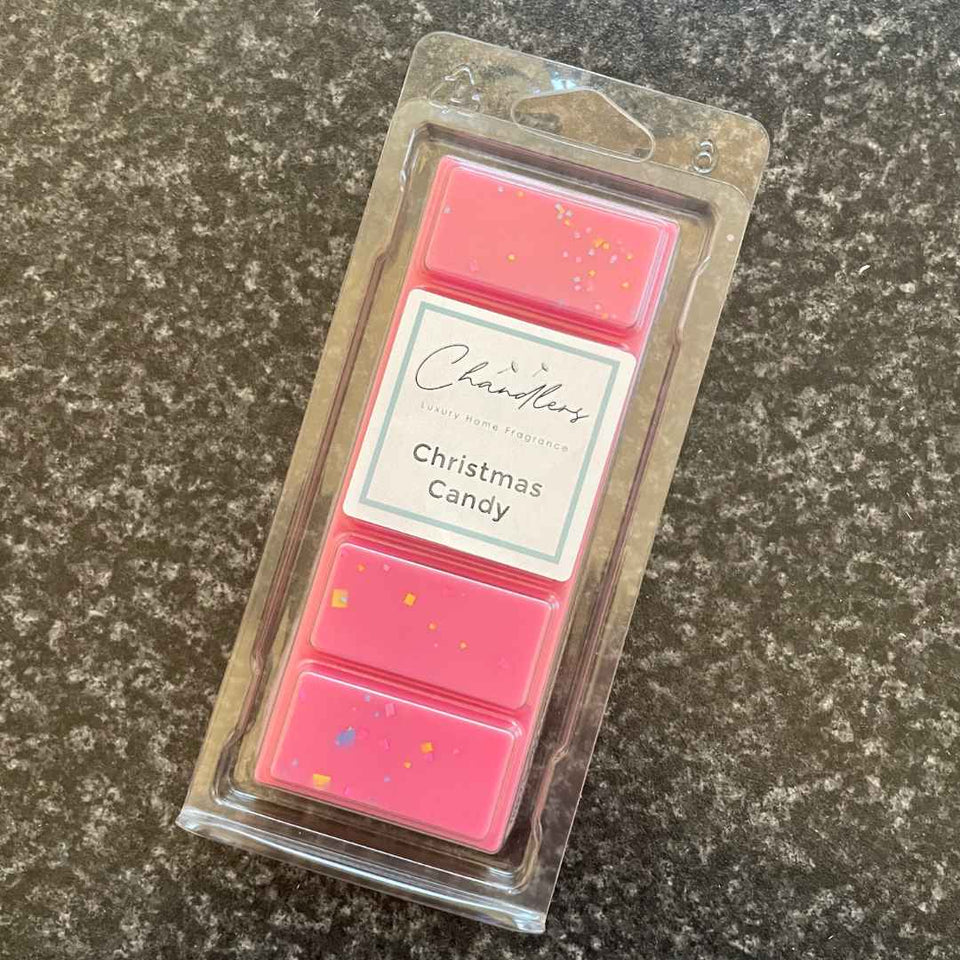 Chandlers
Luxury Home Fragrance
Christmas
Candy